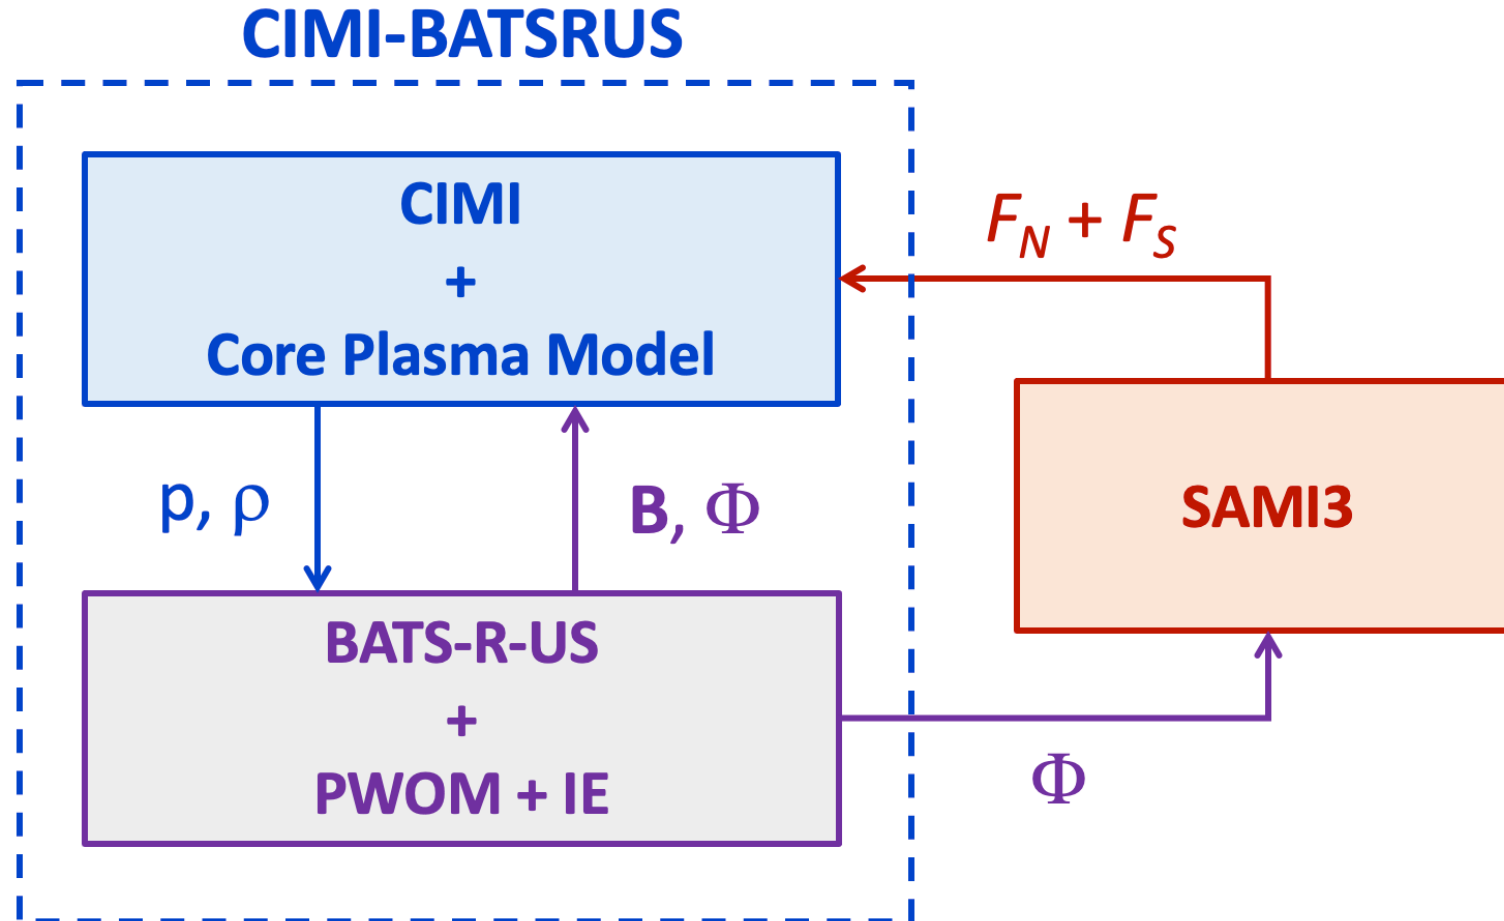 CIMI-BATSRUS
CIMI
+
Core Plasma Model
F_N + F_S
p, ρ
B, Φ
SAMI3
BATS-R-US
+
PWOM + IE
Φ